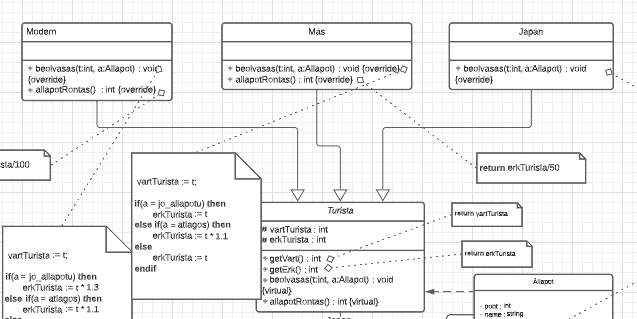 Modern
+ beolvasas(t:int, a:Allapot) : void
{override}
+ allapotRontas() : int {override}
Mas
+ beolvasas(t:int, a:Allapot) : void {override}
+ allapotRontas() : int {override}
Japan
+ beolvasas(t:int, a:Allapot) : void
{override}
sta/100
vartTurista := t;
if(a = jo_allapotu) then
erkTurista := t
else if(a = atlagos) then
erkTurista := t * 1.1
else
erkTurista := t
endif
return erkTurista/50
vartTurista := t;
if(a = jo_allapotu) then
erkTurista := t * 1.3
else if(a = atlagos) then
erkTurista := t * 1.1
Turista
# vartTurista : int
# erkTurista : int
+ getVart() : int
+ getErk() : int
+ beolvasas(t:int, a:Allapot) : void
{virtual}
+ allapotRontas() : int {virtual}
return vartTurista
return erkTurista
Állapot
- pont : int
- name : string